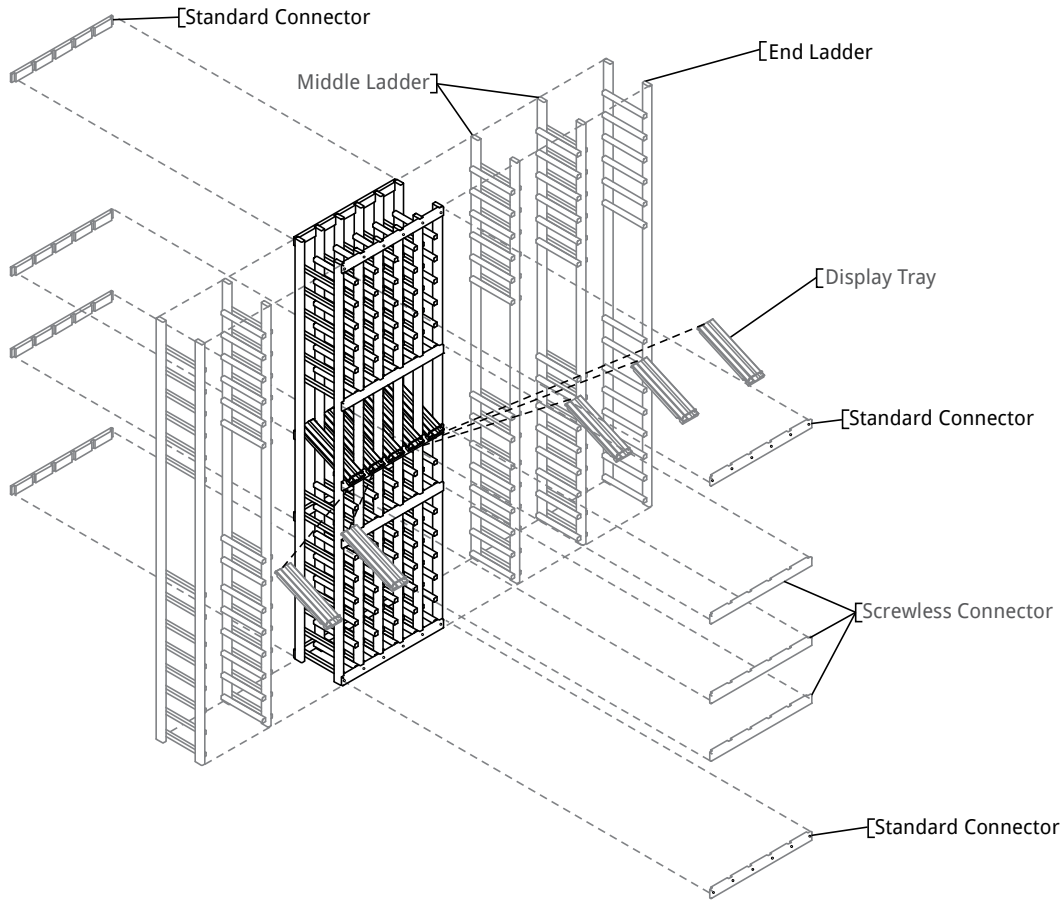 Standard Connector
End Ladder
Middle Ladder
Display Tray
Standard Connector
Screwless Connector
Standard Connector